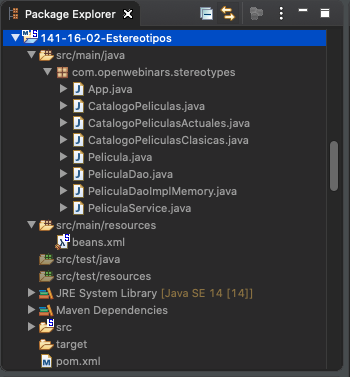 Package Explorer
141-16-02-Estereotipos
src/main/java
com.openwebinars.stereotypes
App.java
CatalogoPeliculas.java
CatalogoPeliculasActuales.java
CatalogoPeliculasClasicas.java
Pelicula.java
PeliculaDao.java
PeliculaDaoImplMemory.java
PeliculaService.java
src/main/resources
beans.xml
src/test/java
src/test/resources
JRE System Library [Java SE 14 [14]]
Maven Dependencies
src
target
pom.xml